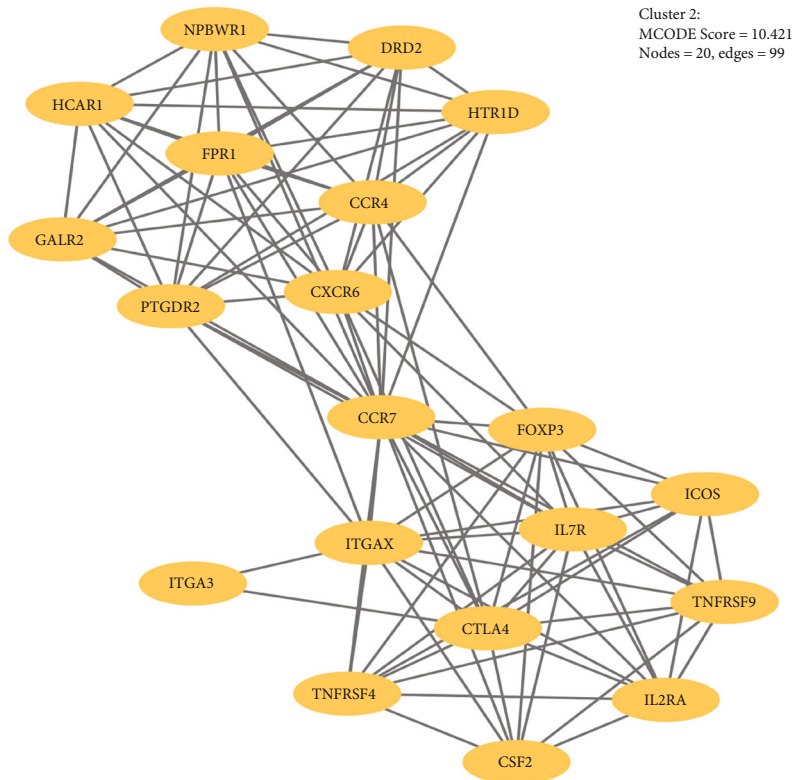 Cluster 2:
MCODE Score = 10.421
Nodes = 20, edges = 99
NPBWR1
DRD2
HCAR1
HTR1D
FPR1
CCR4
GALR2
CXCR6
PTGDR2
CCR7
FOXP3
ICOS
IL7R
ITGAX
ITGA3
TNFRSF9
CTLA4
TNFRSF4
IL2RA
CSF2